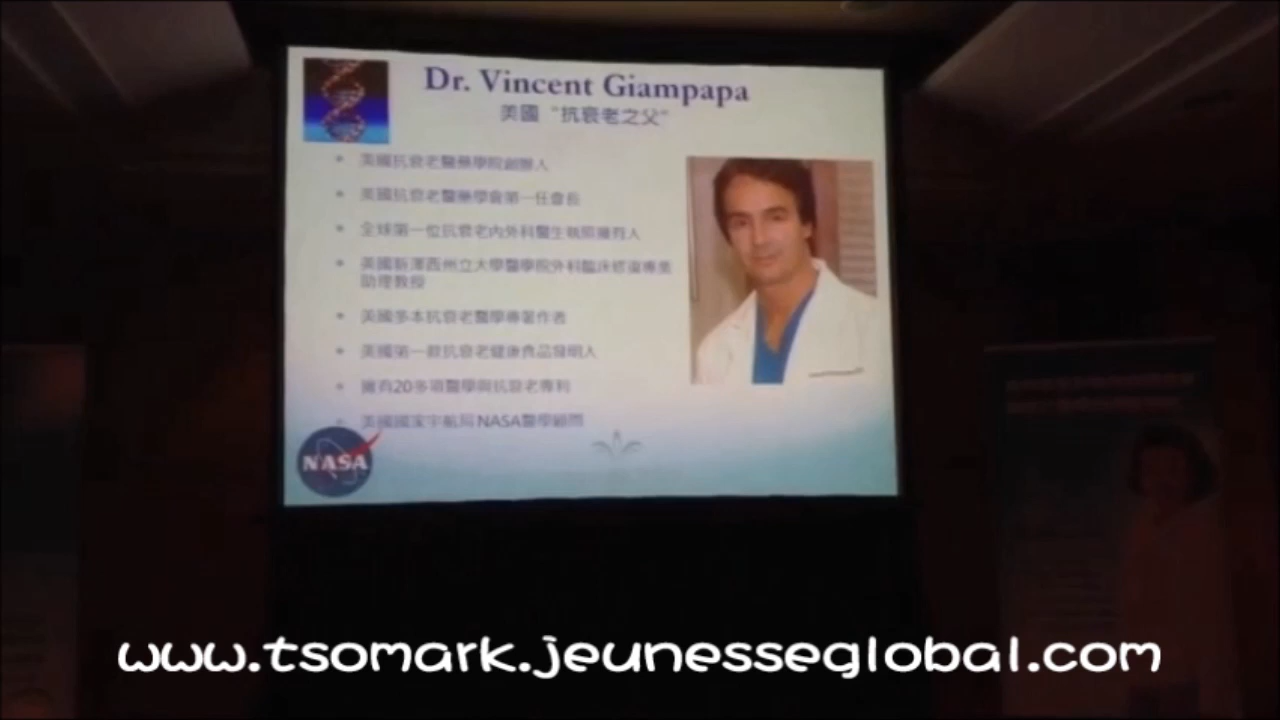 Dr. Vincent Giampapa
美國“抗衰老之父”
• 美國抗衰老醫藥學院創辦人
• 美國抗衰老醫藥學會第一任會長
• 全球第一位抗衰老內外科醫生執照擁有人
• 美國新澤西州立大學醫學院外科臨床修復專業
助理教授
• 美國多本抗衰老醫學專著作者
• 美國第一款抗衰老健康食品發明人
• 擁有20多項醫學與抗衰老專利
• 美國國家宇航局NASA醫學顧問
NASA
www.tsomark.jeunesseglobal.com